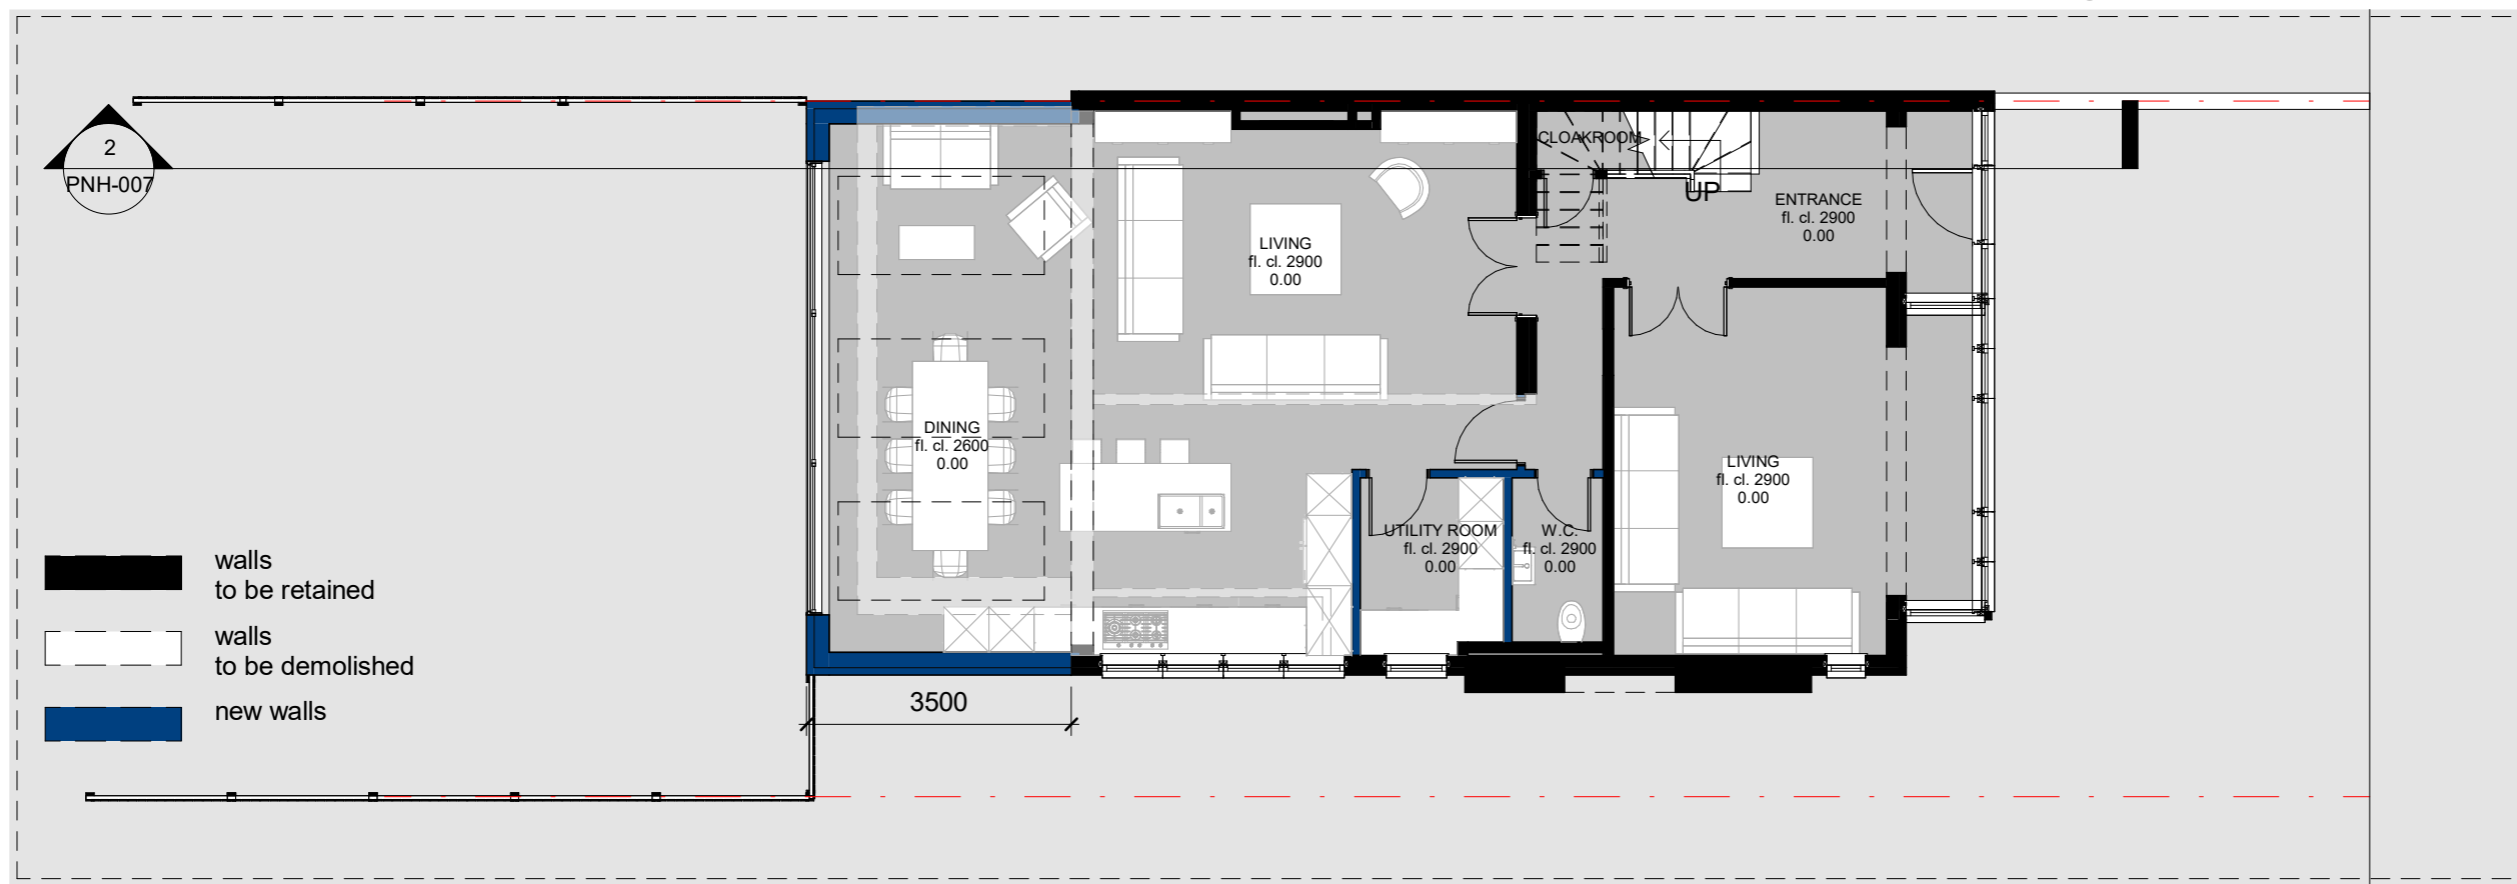 2
PNH-007
CLOAKROOM
UP
ENTRANCE
fl. cl. 2900
0.00
LIVING
fl. cl. 2900
0.00
DINING
fl. cl. 2600
0.00
LIVING
fl. cl. 2900
0.00
UTILITY ROOM
fl. cl. 2900
0.00
W.C.
fl. cl. 2900
0.00
walls
to be retained
walls
to be demolished
new walls
3500